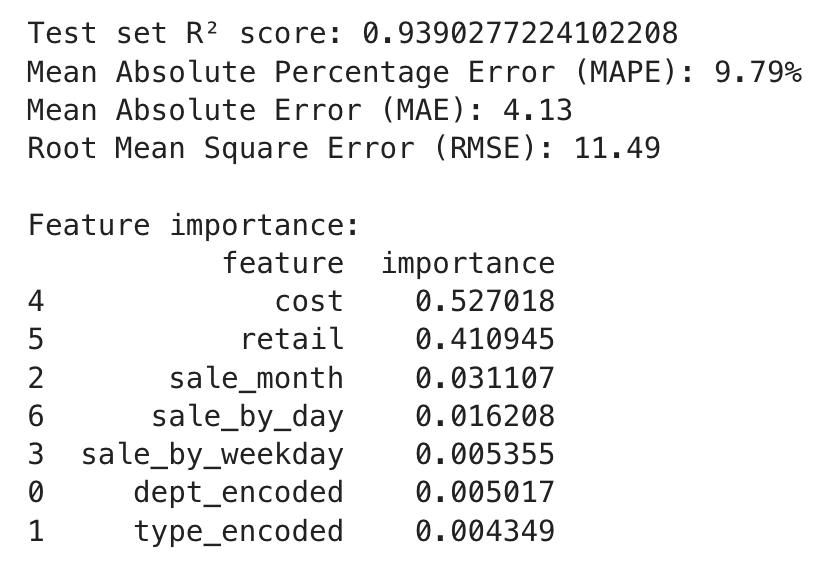 Test set R² score: 0.9390277224102208
Mean Absolute Percentage Error (MAPE): 9.79%
Mean Absolute Error (MAE): 4.13
Root Mean Square Error (RMSE): 11.49

Feature importance:
           feature  importance
4             cost    0.527018
5           retail    0.410945
2       sale_month    0.031107
6      sale_by_day    0.016208
3  sale_by_weekday    0.005355
0     dept_encoded    0.005017
1     type_encoded    0.004349